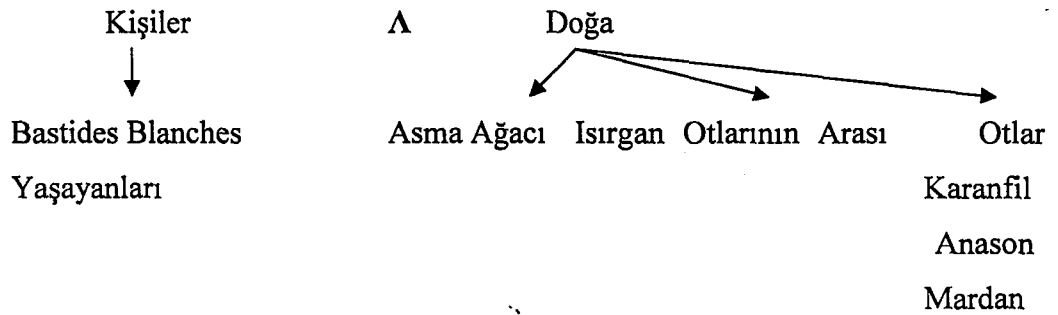 Kişiler Λ Doğa
Bastides Blanches Asma Ağacı Isırgan Otlarının Arası Otlar
Yaşayanları Karanfil
Anason
Mardan